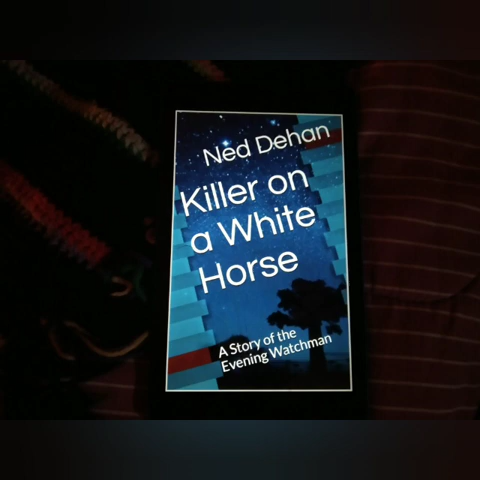 Ned Dehan
Killer on
a White
Horse
A Story of the
Evening Watchman